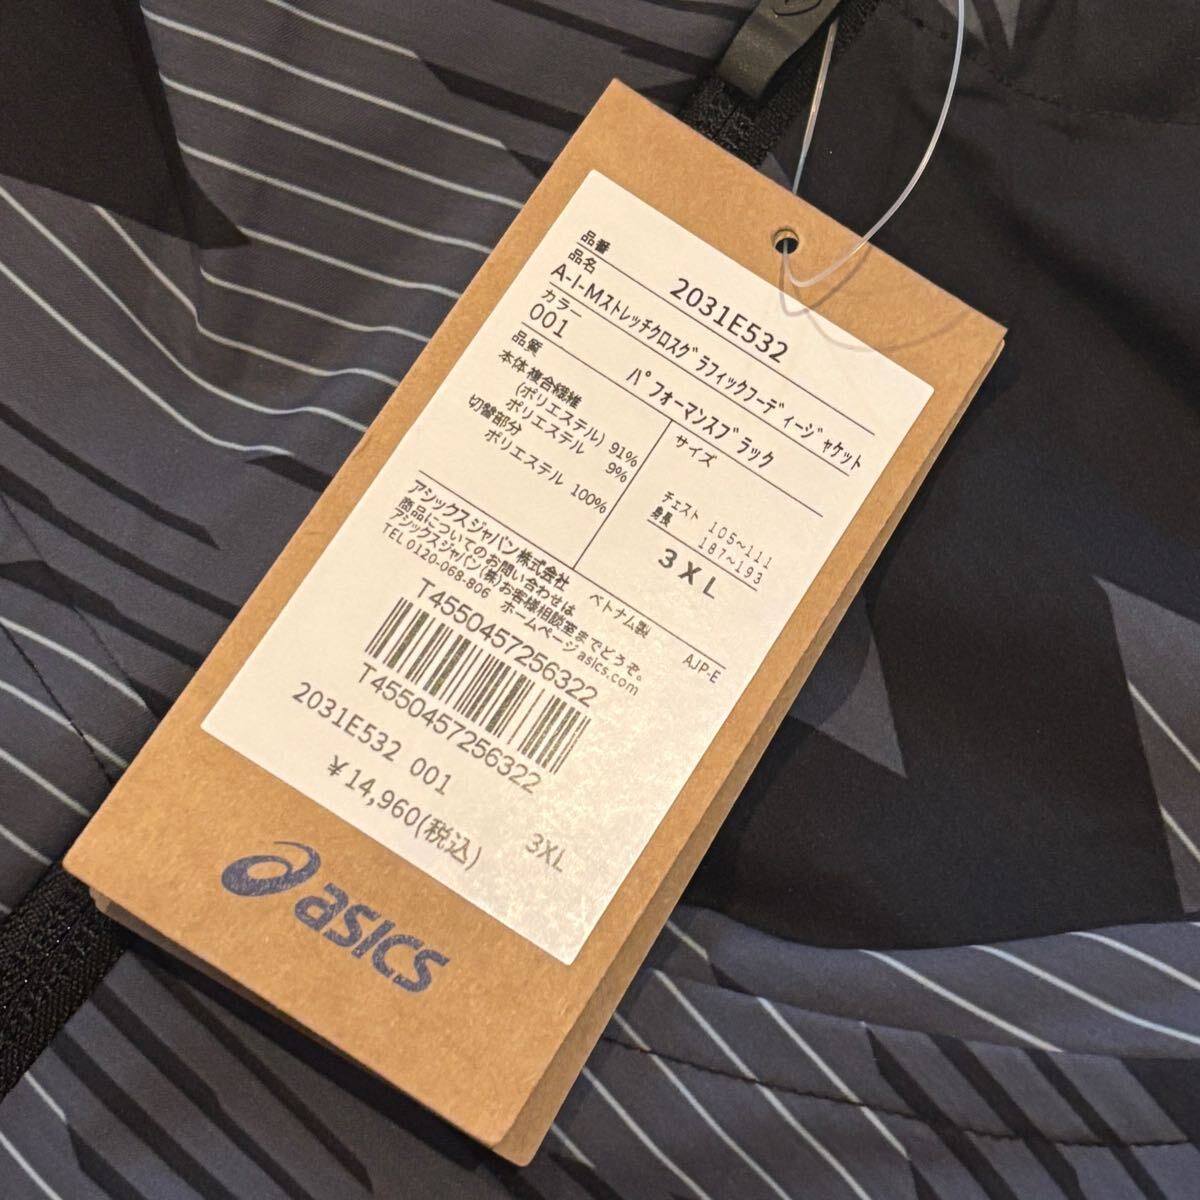 品番 2031E532
品名
A-I-Mストレッチクロスグラフィックフーディージャケット
カラー
001 パフォーマンスブラック
品質
本体 複合繊維
(ポリエステル) 91%
ポリエステル 9%
切替部分
ポリエステル 100%
サイズ
チェスト 105~111
身長 187~193
3XL
アシックスジャパン株式会社 ベトナム製
商品についてのお問い合わせは AJP-E
アシックスジャパン(株)お客様相談室までどうぞ。
TEL 0120-068-806 ホームページasics.com
T4550457256322
T4550457256322
2031E532 001 3XL
¥14,960(税込)
asics